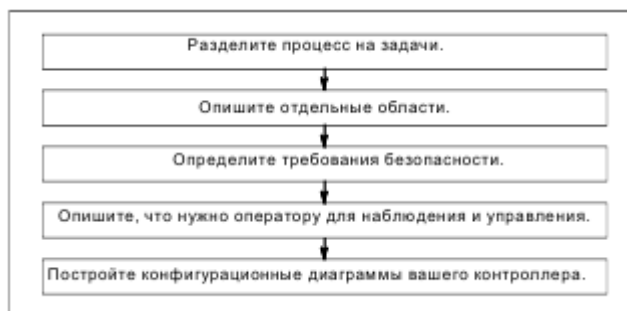 Разделите процесс на задачи.
Опишите отдельные области.
Определите требования безопасности.
Опишите, что нужно оператору для наблюдения и управления.
Постройте конфигурационные диаграммы вашего контроллера.